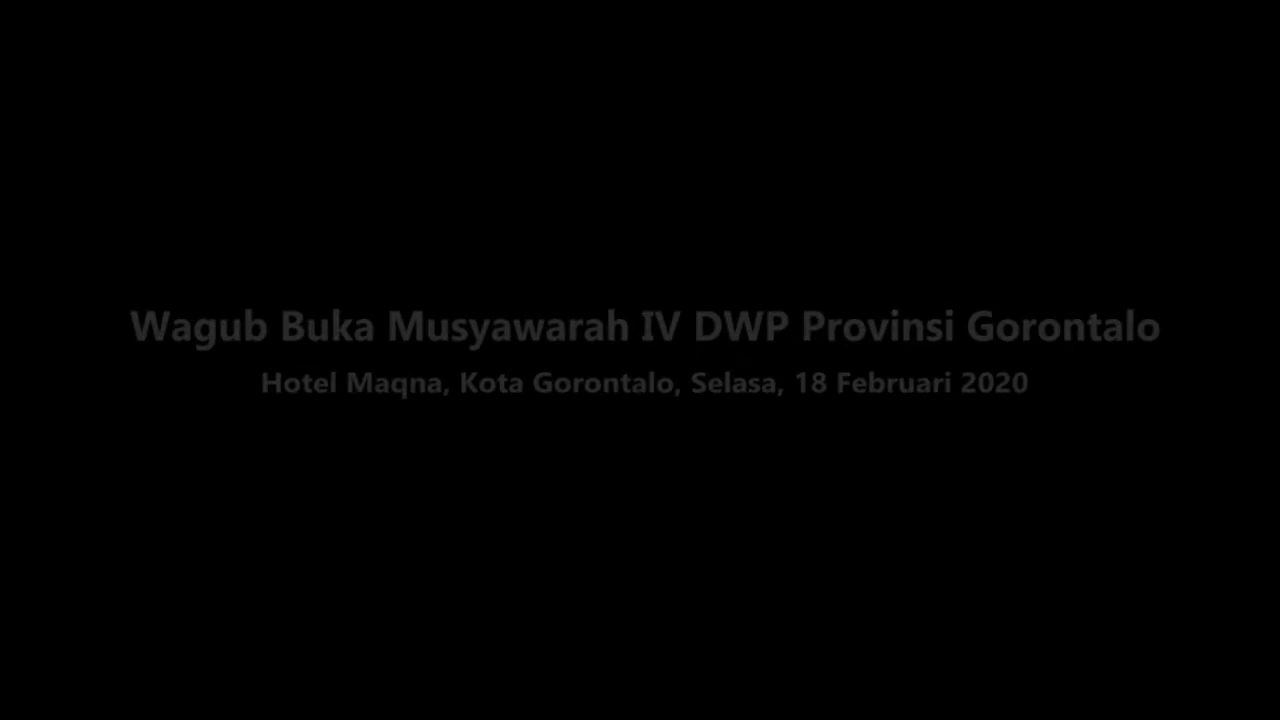 Wagub Buka Musyawarah IV DWP Provinsi Gorontalo
Hotel Maqna, Kota Gorontalo, Selasa, 18 Februari 2020